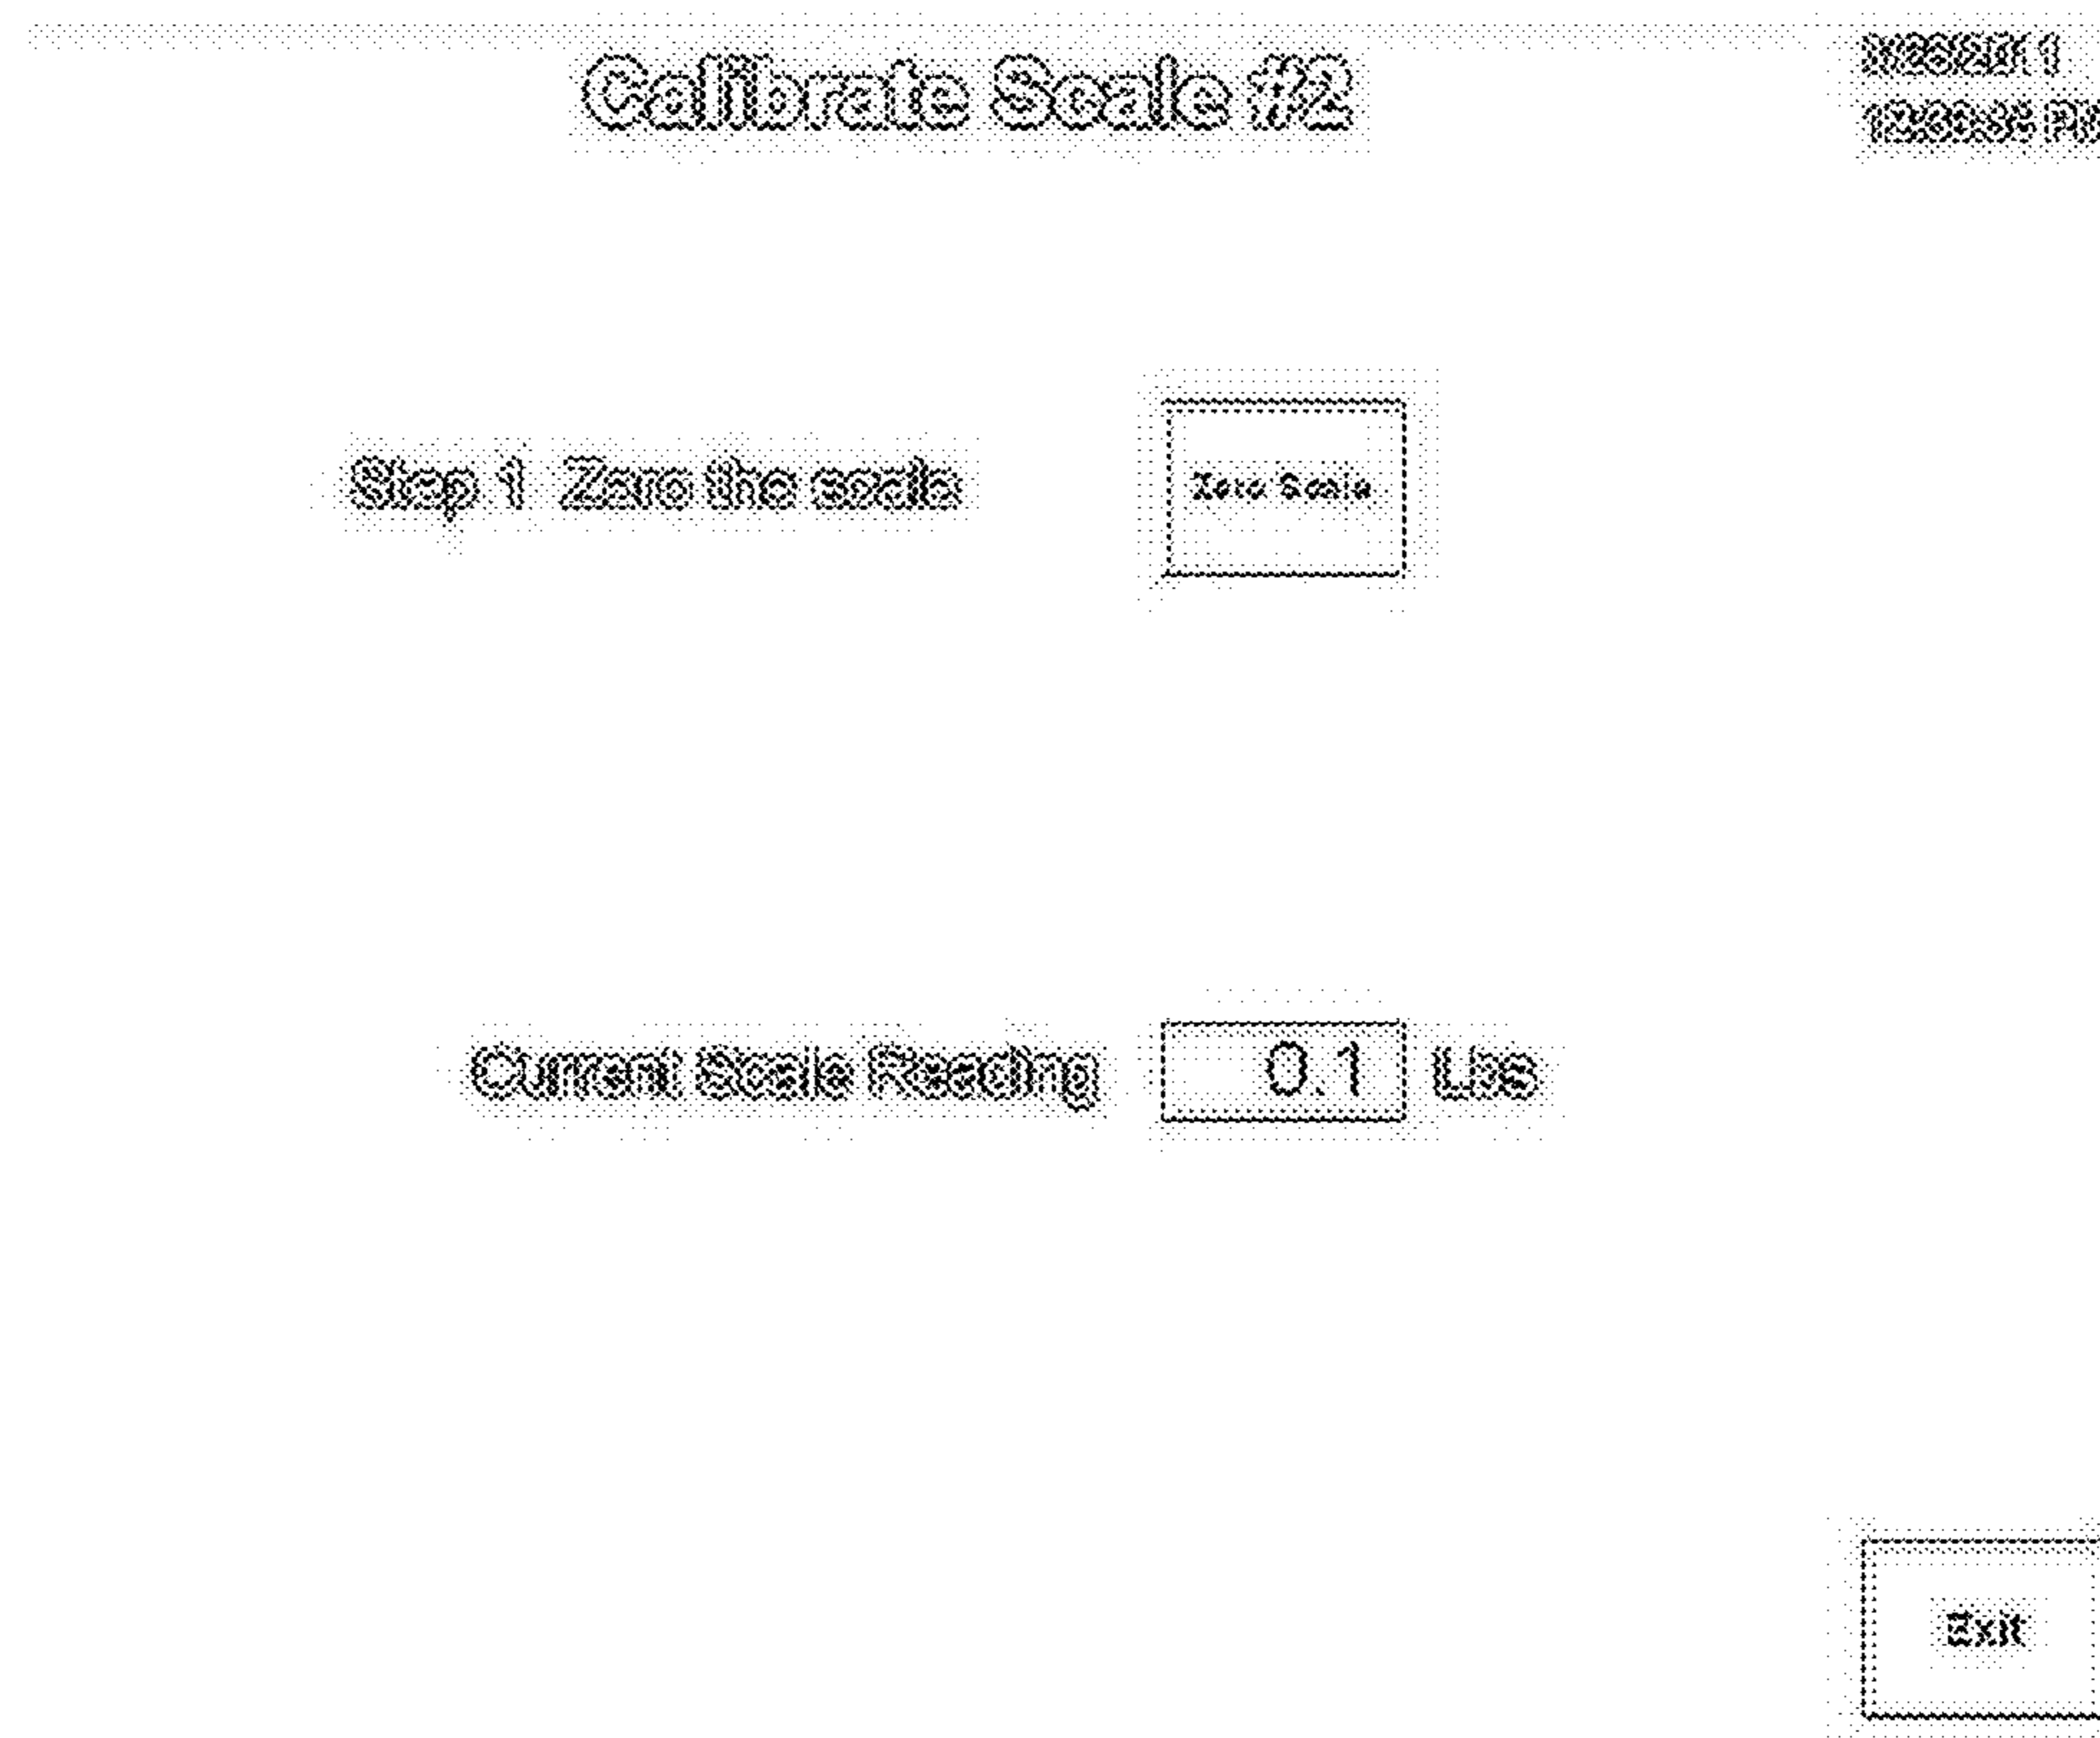 Calibrate Scale #2
Step 1 Zero the scale
Zero Scale
Current Scale Reading 0.1 Lbs
Exit